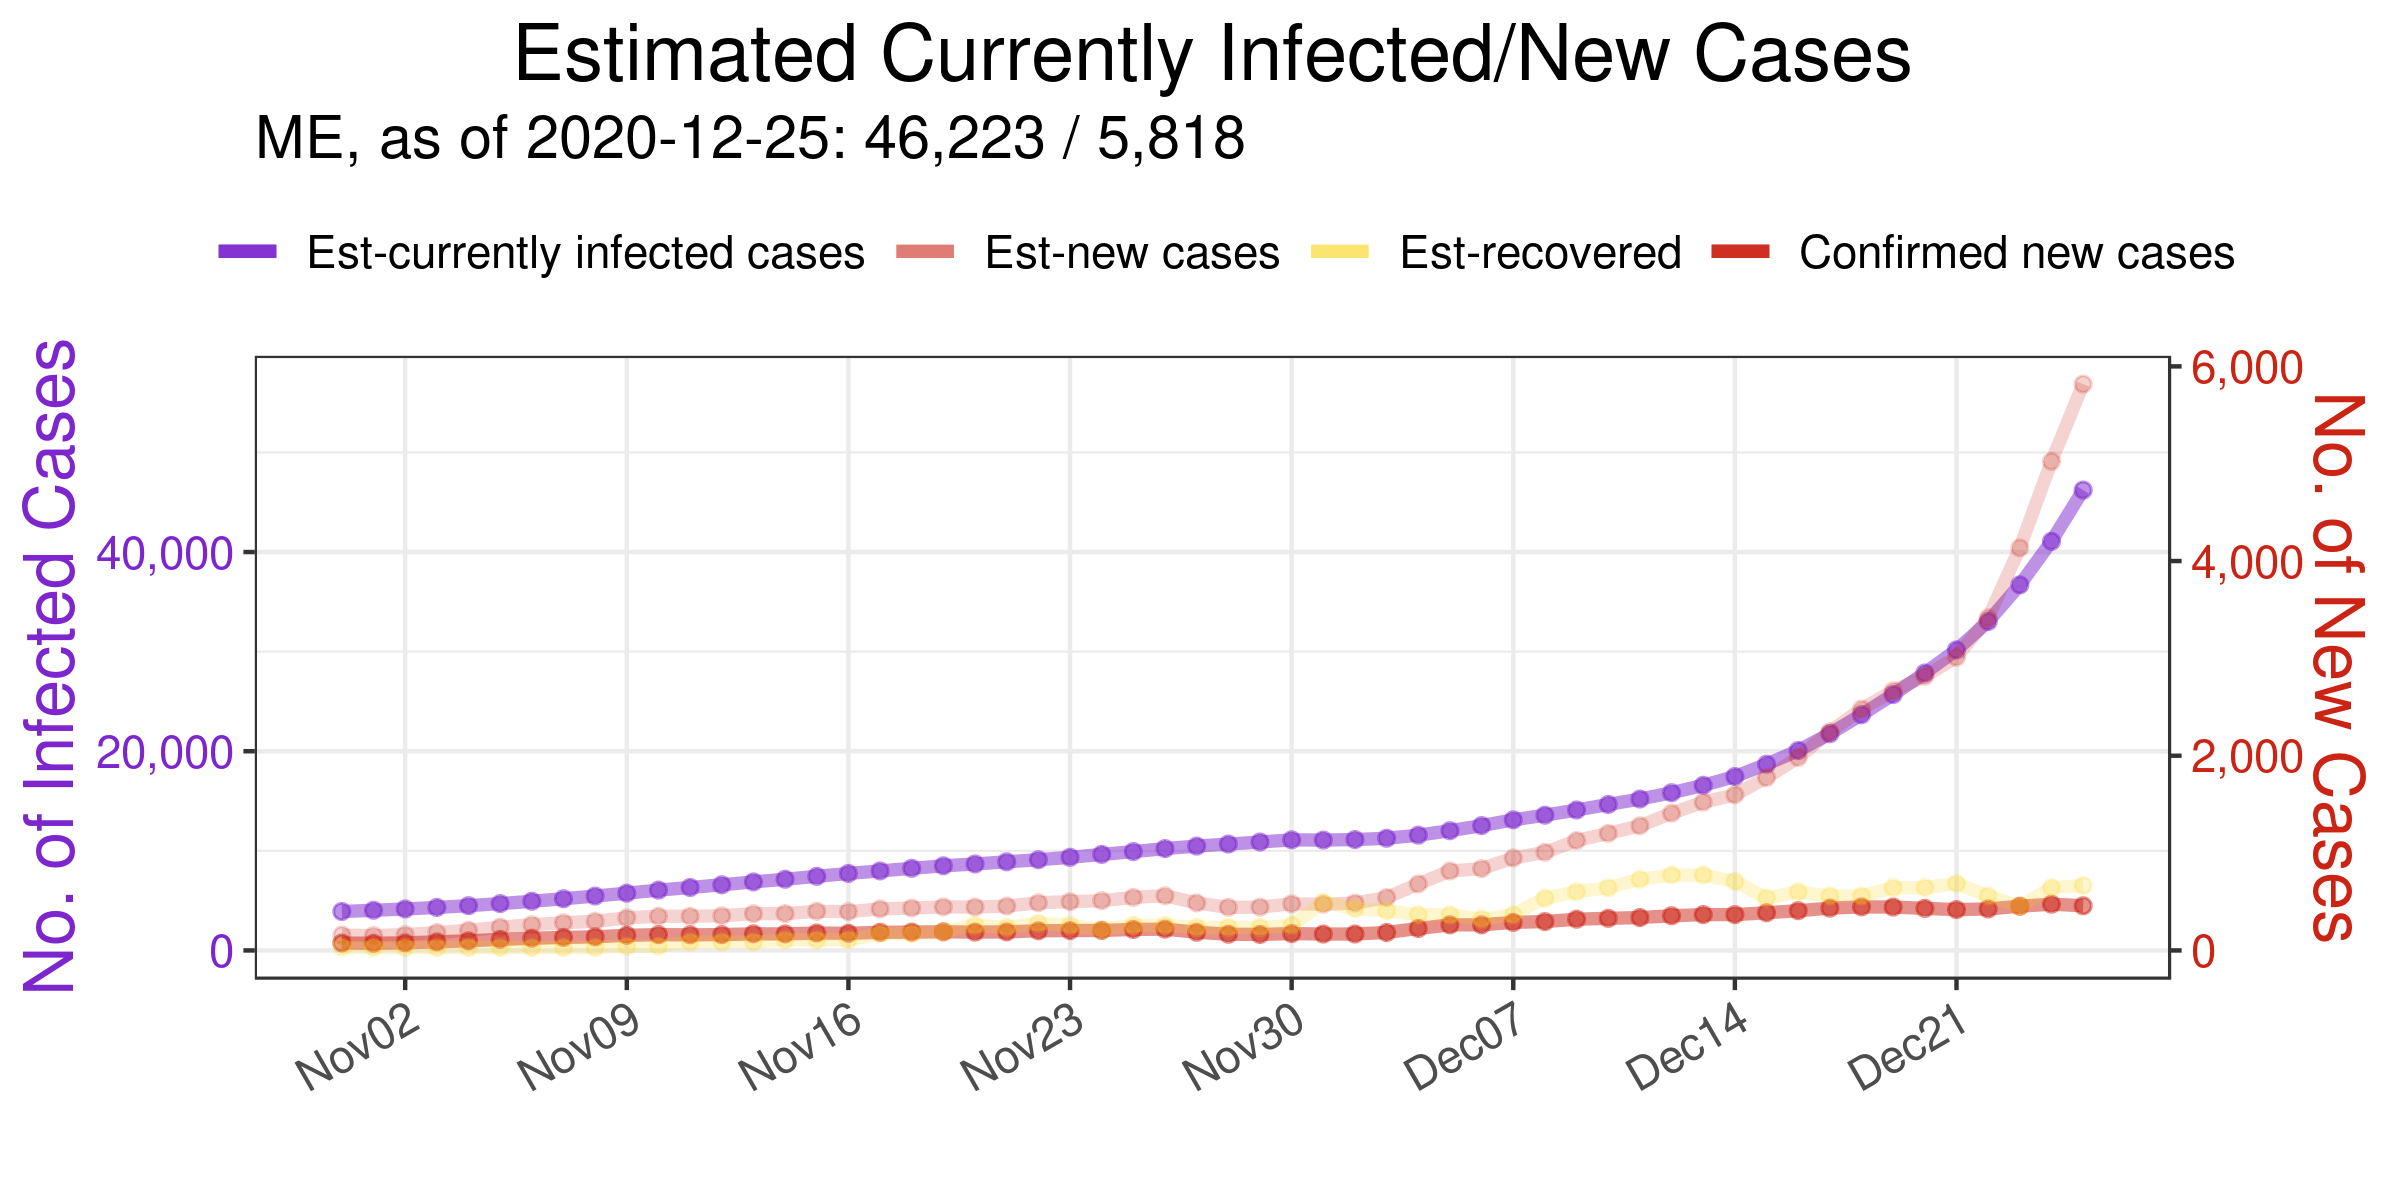 Estimated Currently Infected/New Cases
ME, as of 2020-12-25: 46,223 / 5,818
Est-currently infected cases Est-new cases Est-recovered Confirmed new cases
No. of Infected Cases
40,000
20,000
0
6,000
4,000
2,000
0
No. of New Cases
Nov02 Nov09 Nov16 Nov23 Nov30 Dec07 Dec14 Dec21